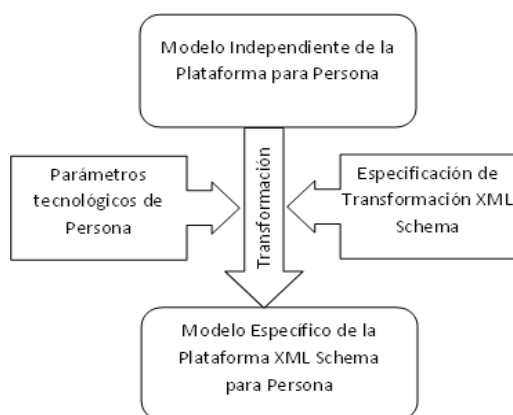 Modelo Independiente de la
Plataforma para Persona
Parámetros
tecnológicos de
Persona
Transformación
Especificación de
Transformación XML
Schema
Modelo Específico de la
Plataforma XML Schema
para Persona